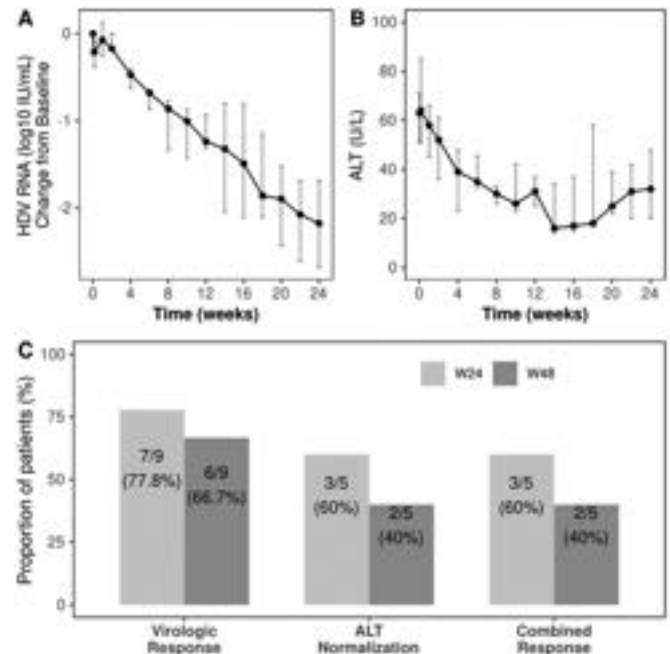 A
HDV RNA (log10 IU/mL)
Change from Baseline
0
-1
-2
0 4 8 12 16 20 24
Time (weeks)
B
ALT (U/L)
100
80
60
40
20
0
0 4 8 12 16 20 24
Time (weeks)
C
Proportion of patients (%)
100
75
50
25
0
W24 W48
7/9
(77.8%)
6/9
(66.7%)
3/5
(60%)
2/5
(40%)
3/5
(60%)
2/5
(40%)
Virologic
Response
ALT
Normalization
Combined
Response